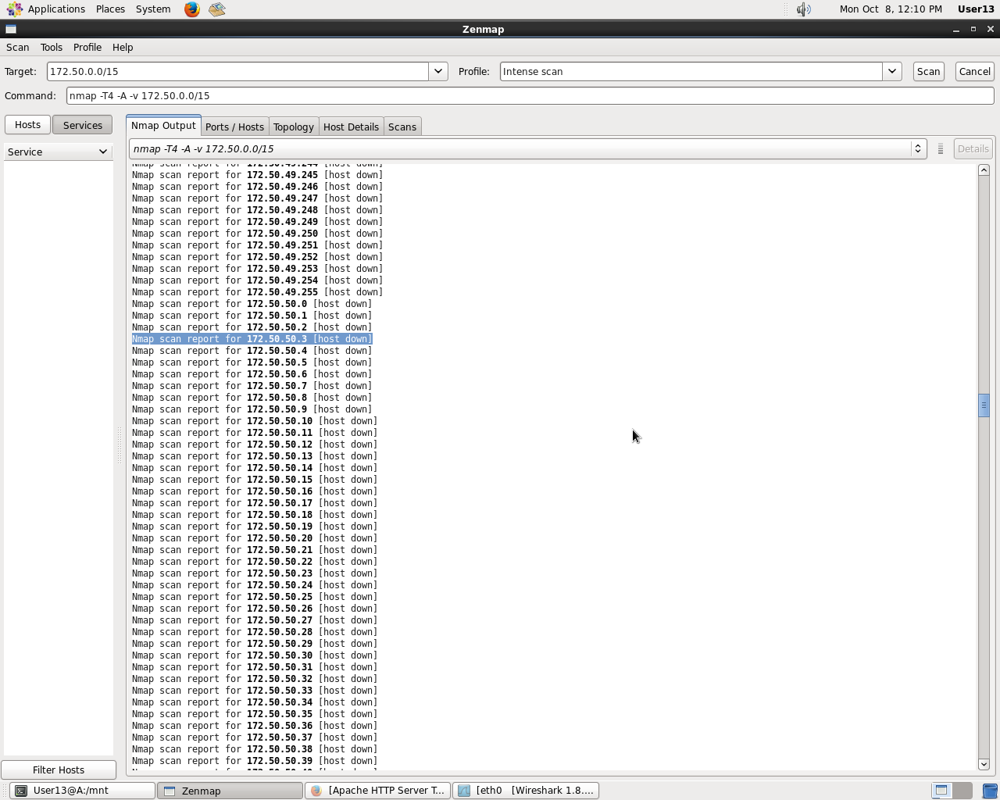 Applications Places System Mon Oct 8, 12:10 PM User13
Zenmap
Scan Tools Profile Help
Target: 172.50.0.0/15 Profile: Intense scan Scan Cancel
Command: nmap -T4 -A -v 172.50.0.0/15
Hosts Services Nmap Output Ports / Hosts Topology Host Details Scans
Service nmap -T4 -A -v 172.50.0.0/15 Details
Nmap scan report for 172.50.49.244 [host down]
Nmap scan report for 172.50.49.245 [host down]
Nmap scan report for 172.50.49.246 [host down]
Nmap scan report for 172.50.49.247 [host down]
Nmap scan report for 172.50.49.248 [host down]
Nmap scan report for 172.50.49.249 [host down]
Nmap scan report for 172.50.49.250 [host down]
Nmap scan report for 172.50.49.251 [host down]
Nmap scan report for 172.50.49.252 [host down]
Nmap scan report for 172.50.49.253 [host down]
Nmap scan report for 172.50.49.254 [host down]
Nmap scan report for 172.50.49.255 [host down]
Nmap scan report for 172.50.50.0 [host down]
Nmap scan report for 172.50.50.1 [host down]
Nmap scan report for 172.50.50.2 [host down]
Nmap scan report for 172.50.50.3 [host down]
Nmap scan report for 172.50.50.4 [host down]
Nmap scan report for 172.50.50.5 [host down]
Nmap scan report for 172.50.50.6 [host down]
Nmap scan report for 172.50.50.7 [host down]
Nmap scan report for 172.50.50.8 [host down]
Nmap scan report for 172.50.50.9 [host down]
Nmap scan report for 172.50.50.10 [host down]
Nmap scan report for 172.50.50.11 [host down]
Nmap scan report for 172.50.50.12 [host down]
Nmap scan report for 172.50.50.13 [host down]
Nmap scan report for 172.50.50.14 [host down]
Nmap scan report for 172.50.50.15 [host down]
Nmap scan report for 172.50.50.16 [host down]
Nmap scan report for 172.50.50.17 [host down]
Nmap scan report for 172.50.50.18 [host down]
Nmap scan report for 172.50.50.19 [host down]
Nmap scan report for 172.50.50.20 [host down]
Nmap scan report for 172.50.50.21 [host down]
Nmap scan report for 172.50.50.22 [host down]
Nmap scan report for 172.50.50.23 [host down]
Nmap scan report for 172.50.50.24 [host down]
Nmap scan report for 172.50.50.25 [host down]
Nmap scan report for 172.50.50.26 [host down]
Nmap scan report for 172.50.50.27 [host down]
Nmap scan report for 172.50.50.28 [host down]
Nmap scan report for 172.50.50.29 [host down]
Nmap scan report for 172.50.50.30 [host down]
Nmap scan report for 172.50.50.31 [host down]
Nmap scan report for 172.50.50.32 [host down]
Nmap scan report for 172.50.50.33 [host down]
Nmap scan report for 172.50.50.34 [host down]
Nmap scan report for 172.50.50.35 [host down]
Nmap scan report for 172.50.50.36 [host down]
Nmap scan report for 172.50.50.37 [host down]
Nmap scan report for 172.50.50.38 [host down]
Nmap scan report for 172.50.50.39 [host down]
Filter Hosts
User13@A:/mnt Zenmap [Apache HTTP Server T... [eth0 [Wireshark 1.8....